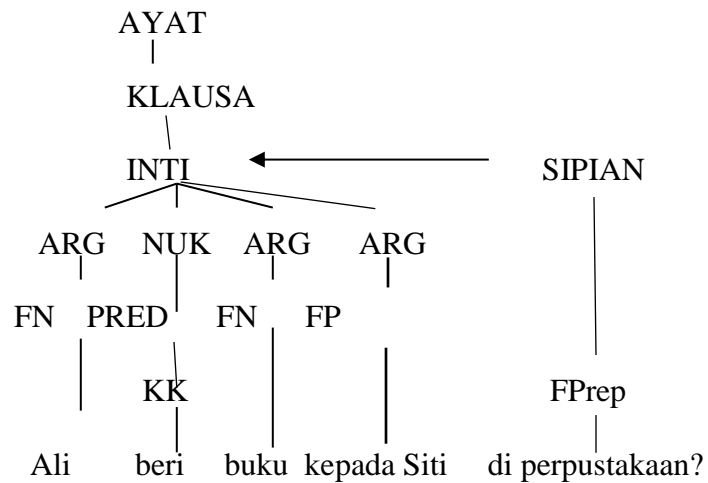 AYAT
KLAUSA
INTI SIPIAN
ARG NUK ARG ARG
FN PRED FN FP
KK FPrep
Ali beri buku kepada Siti di perpustakaan?